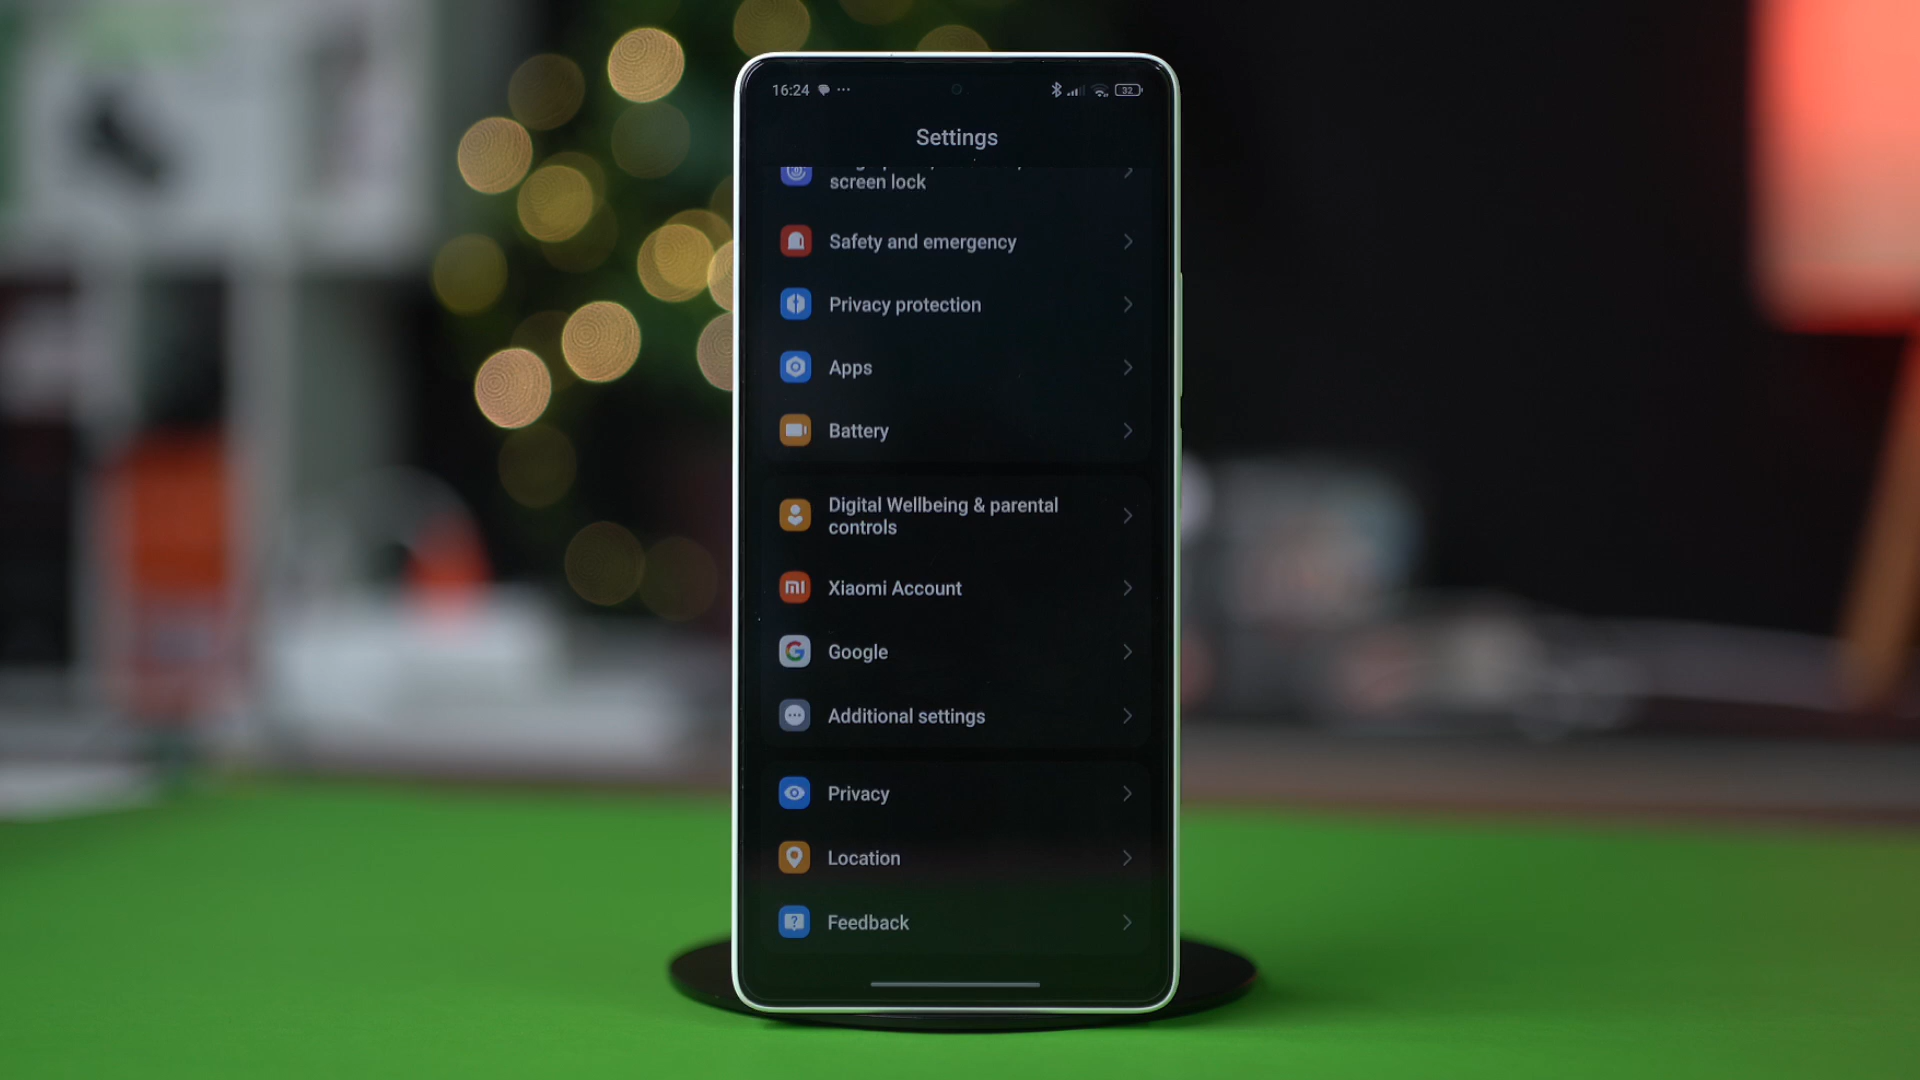 16:24
32
Settings
screen lock
Safety and emergency
Privacy protection
Apps
Battery
Digital Wellbeing & parental
controls
Xiaomi Account
Google
Additional settings
Privacy
Location
Feedback